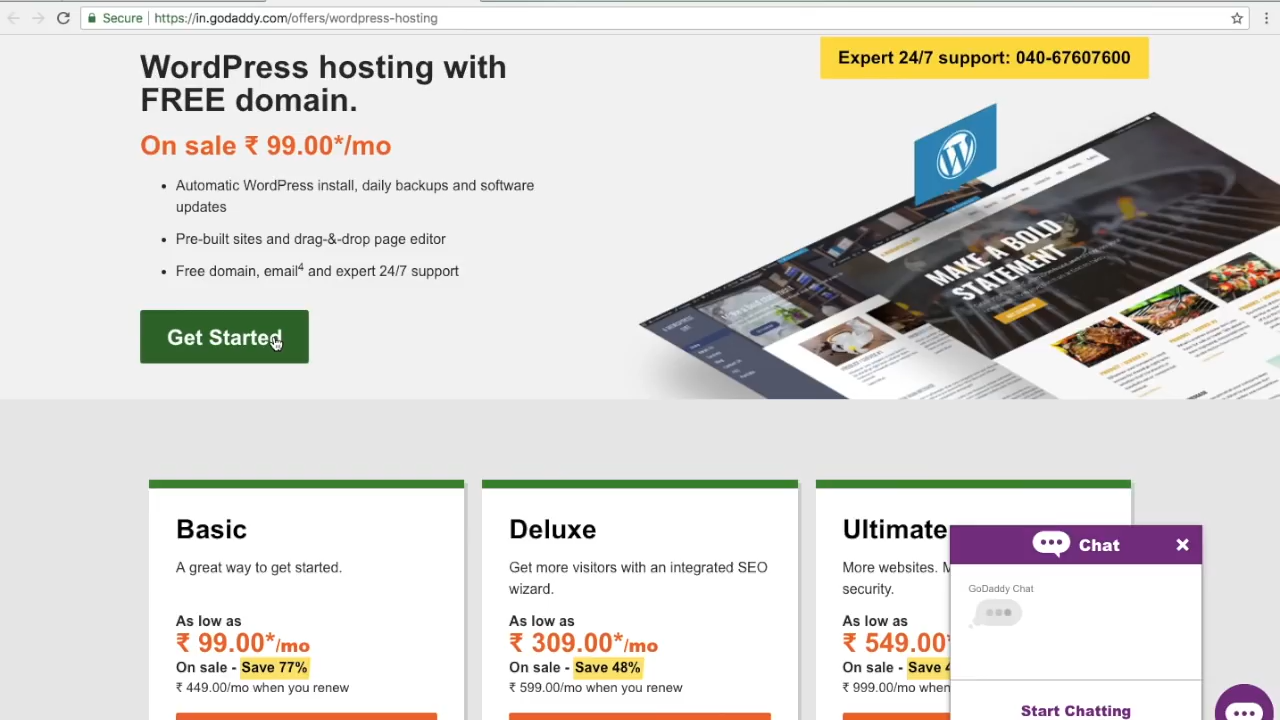 Secure
https://in.godaddy.com/offers/wordpress-hosting
WordPress hosting with
FREE domain.
Expert 24/7 support: 040-67607600
On sale ₹ 99.00*/mo
• Automatic WordPress install, daily backups and software
updates
• Pre-built sites and drag-&-drop page editor
• Free domain, email4 and expert 24/7 support
Get Started
MAKE A BOLD
STATEMENT
Basic
A great way to get started.
As low as
₹ 99.00*/mo
On sale - Save 77%
₹ 449.00/mo when you renew
Deluxe
Get more visitors with an integrated SEO
wizard.
As low as
₹ 309.00*/mo
On sale - Save 48%
₹ 599.00/mo when you renew
Ultimate
More websites.
security.
As low as
₹ 549.00*
On sale - Save
₹ 999.00/mo when
Chat
GoDaddy Chat
Start Chatting